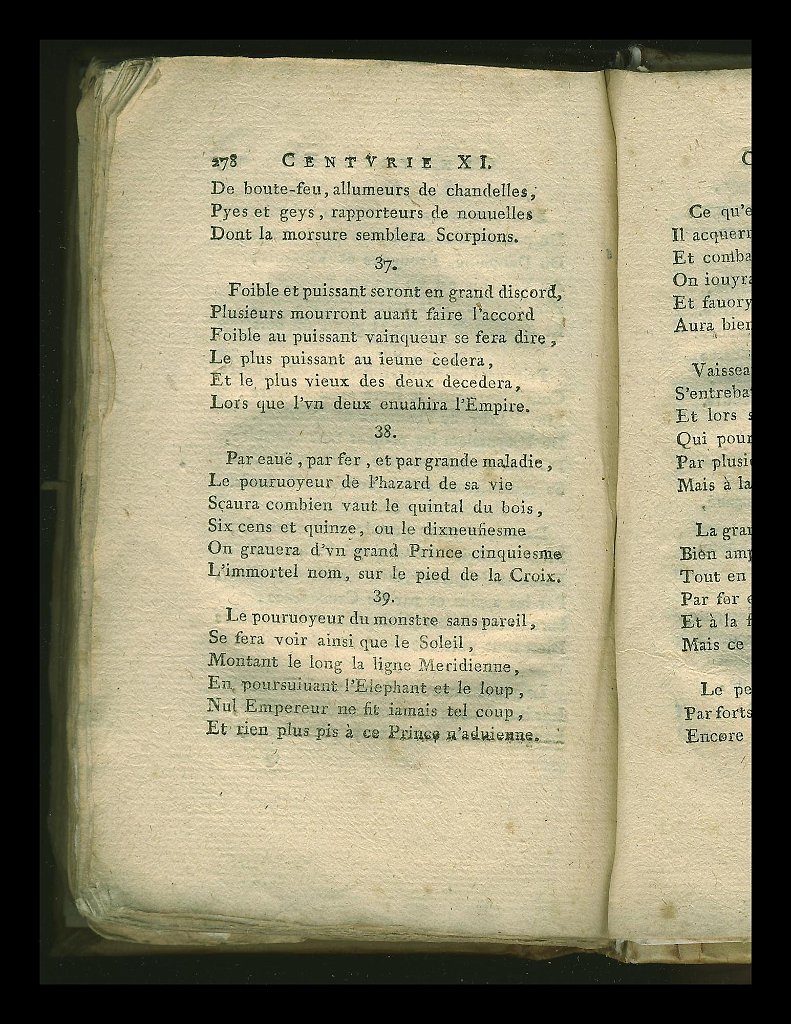 278 CENTVRIE XI.
De boute-feu, allumeurs de chandelles,
Pyes et geys, rapporteurs de nouuelles
Dont la morsure semblera Scorpions.
37.
Foible et puissant seront en grand discord,
Plusieurs mourront auant faire l'accord
Foible au puissant vainqueur se fera dire,
Le plus puissant au ieune cedera,
Et le plus vieux des deux decedera,
Lors que l'vn deux enuahira l'Empire.
38.
Par eauë, par fer, et par grande maladie,
Le pouruoyeur de l'hazard de sa vie
Scaura combien vaut le quintal du bois,
Six cens et quinze, ou le dixneufiesme
On grauera d'vn grand Prince cinquiesme
L'immortel nom, sur le pied de la Croix.
39.
Le pouruoyeur du monstre sans pareil,
Se fera voir ainsi que le Soleil,
Montant le long la ligne Meridienne,
En poursuiuant l'Elephant et le loup,
Nul Empereur ne fit iamais tel coup,
Et rien plus pis à ce Prince n'aduienne.
C
Ce qu'e
Il acquerr
Et comba
On iouyra
Et fauory
Aura bien
Vaissea
S'entreba
Et lors
Qui pour
Par plusi
Mais à la
La gran
Bien amp
Tout en
Par fer
Et à la
Mais ce
Le pe
Par forts
Encore